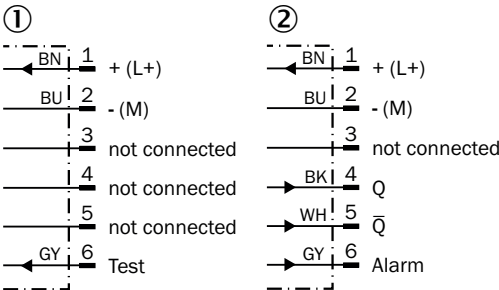 ①
BN 1 + (L+)
BU 2 - (M)
3 not connected
4 not connected
5 not connected
GY 6 Test
②
BN 1 + (L+)
BU 2 - (M)
3 not connected
BK 4 Q
WH 5 Q̅
GY 6 Alarm